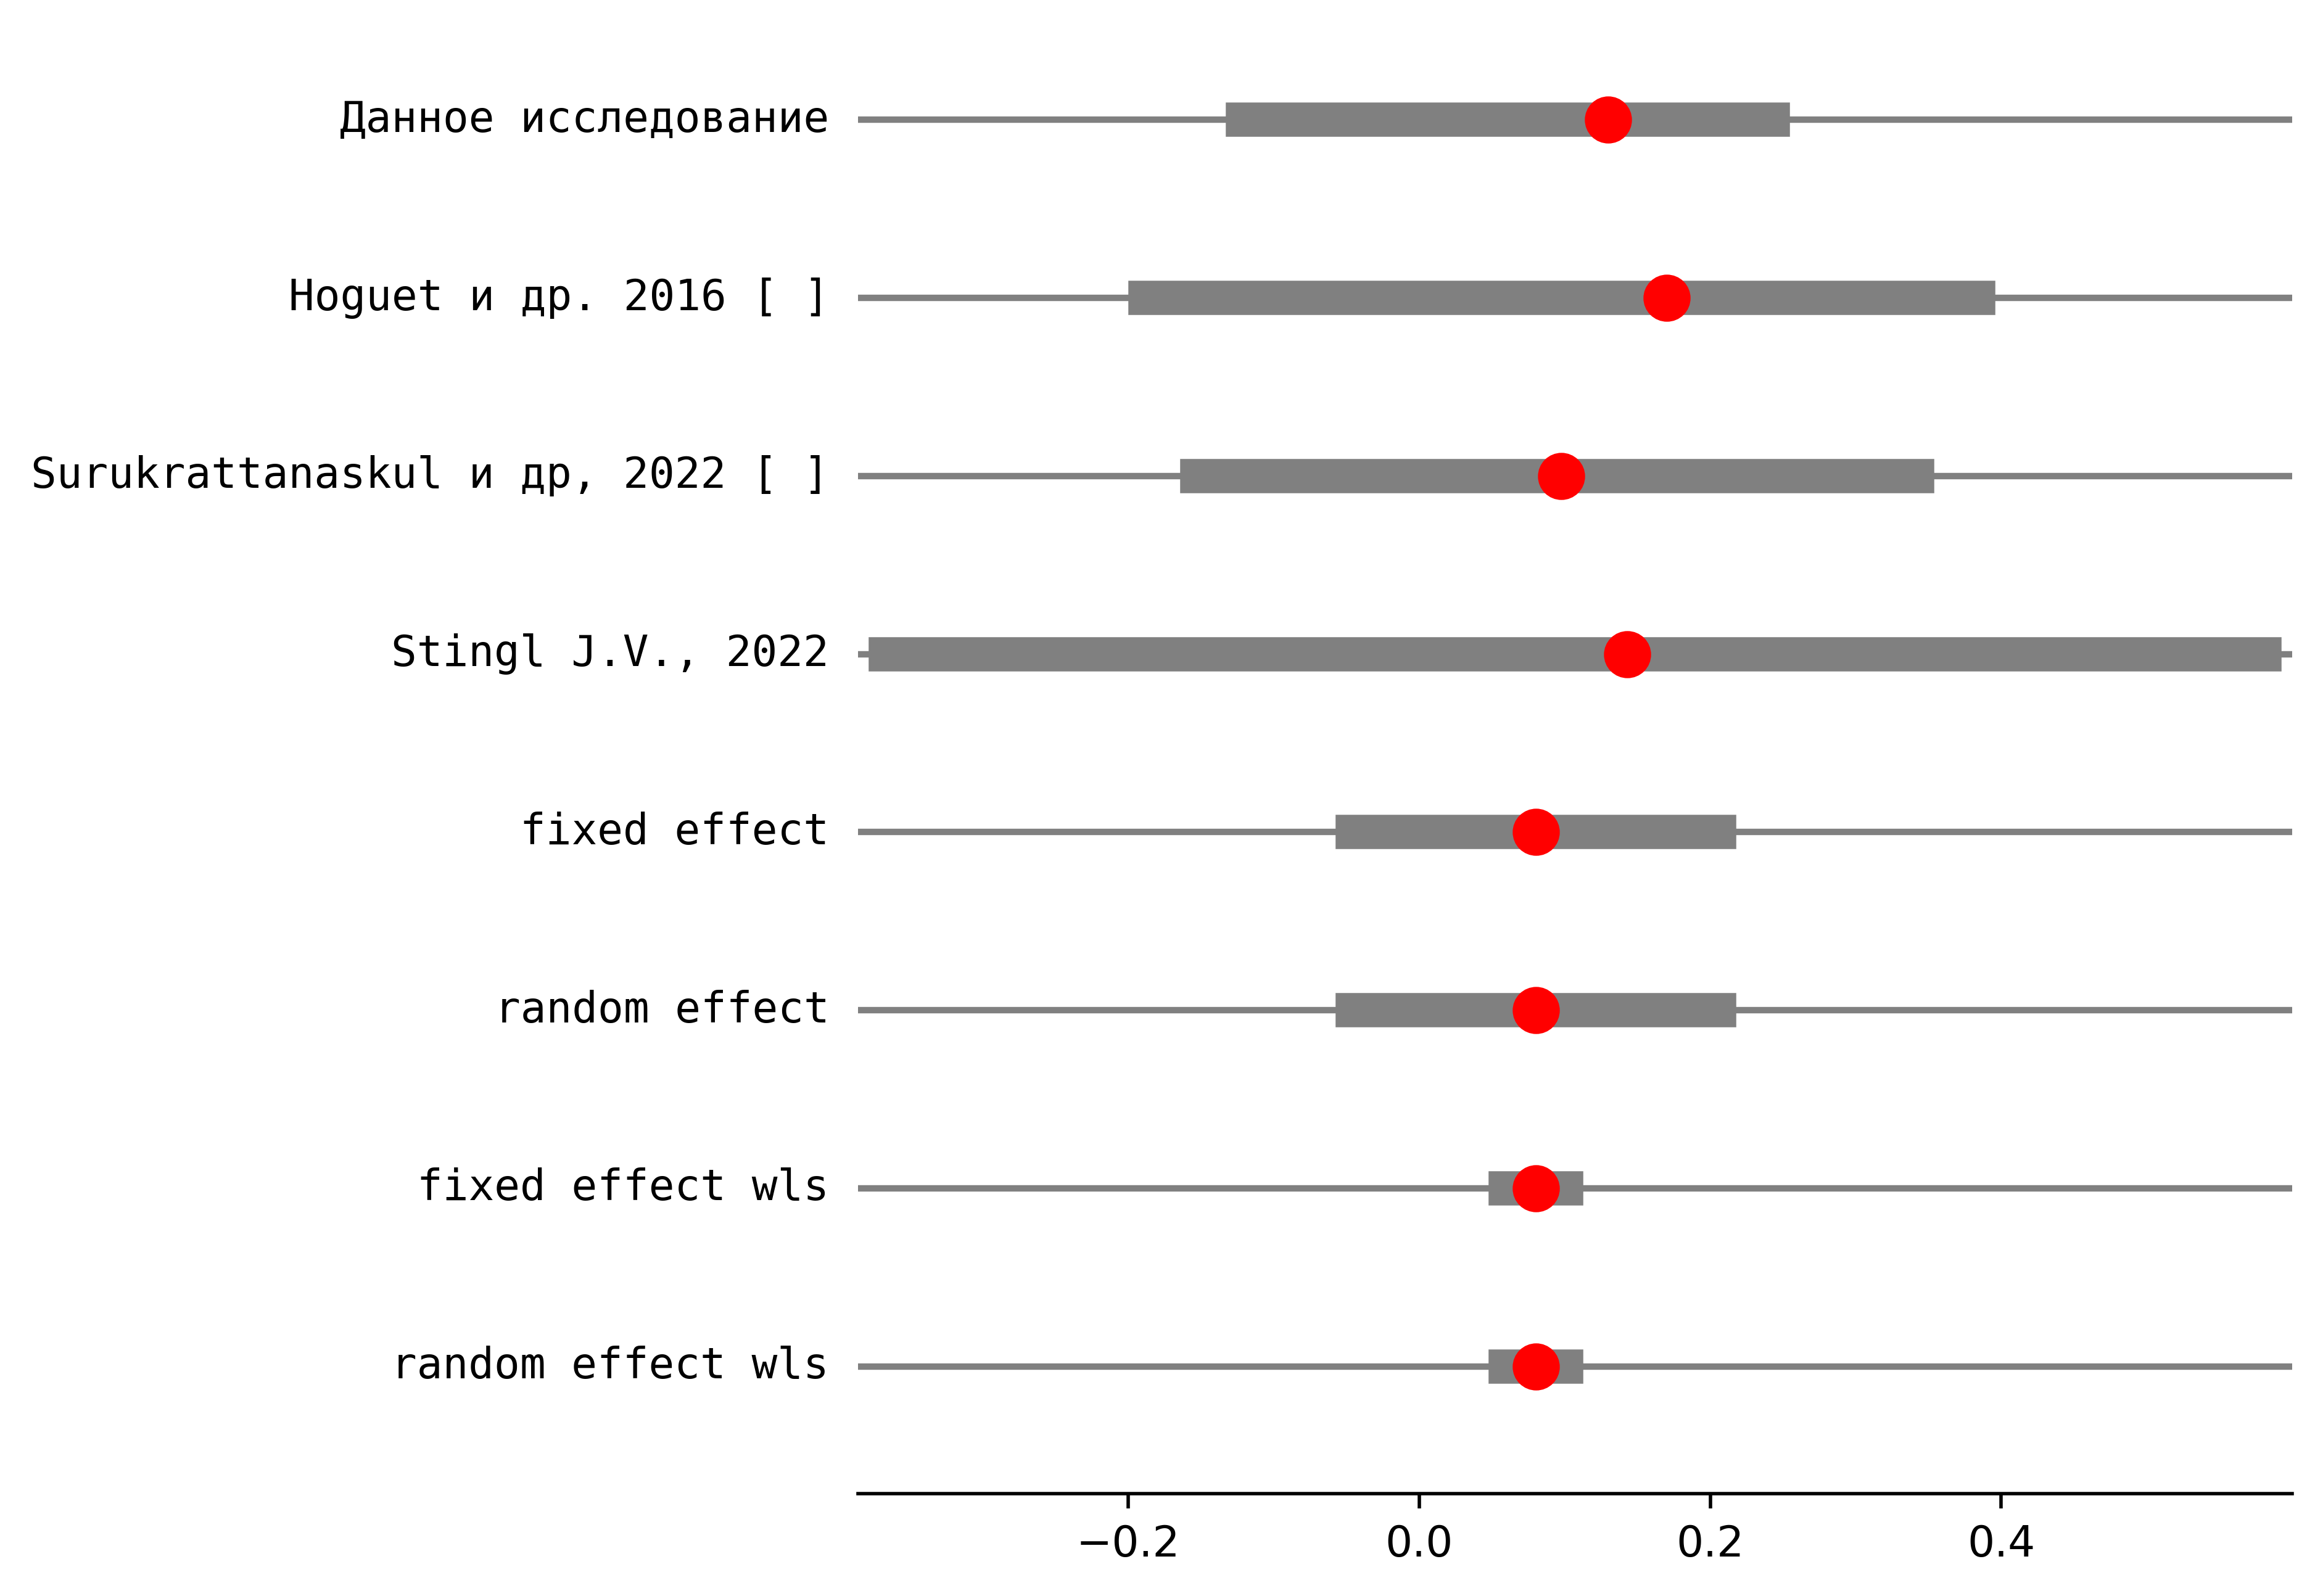 Данное исследование
Hoguet и др. 2016 [ ]
Surukrattanaskul и др, 2022 [ ]
Stingl J.V., 2022
fixed effect
random effect
fixed effect wls
random effect wls
−0.2 0.0 0.2 0.4